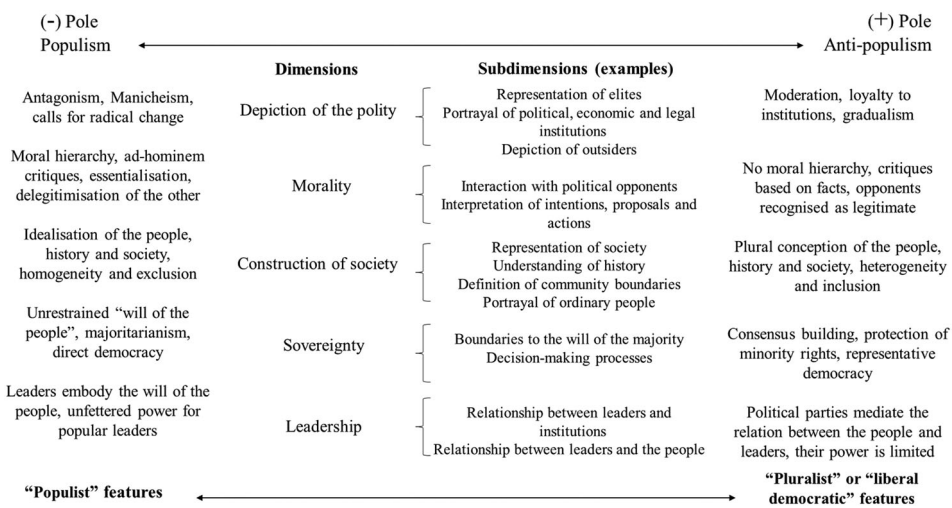 (-) Pole
Populism
(+) Pole
Anti-populism
Dimensions
Subdimensions (examples)
Antagonism, Manicheism,
calls for radical change
Depiction of the polity
Representation of elites
Portrayal of political, economic and legal
institutions
Depiction of outsiders
Moderation, loyalty to
institutions, gradualism
Moral hierarchy, ad-hominem
critiques, essentialisation,
delegitimisation of the other
Morality
Interaction with political opponents
Interpretation of intentions, proposals and
actions
No moral hierarchy, critiques
based on facts, opponents
recognised as legitimate
Idealisation of the people,
history and society,
homogeneity and exclusion
Construction of society
Representation of society
Understanding of history
Definition of community boundaries
Portrayal of ordinary people
Plural conception of the people,
history and society, heterogeneity
and inclusion
Unrestrained “will of the
people”, majoritarianism,
direct democracy
Sovereignty
Boundaries to the will of the majority
Decision-making processes
Consensus building, protection of
minority rights, representative
democracy
Leaders embody the will of the
people, unfettered power for
popular leaders
Leadership
Relationship between leaders and
institutions
Relationship between leaders and the people
Political parties mediate the
relation between the people and
leaders, their power is limited
“Populist” features
“Pluralist” or “liberal
democratic” features